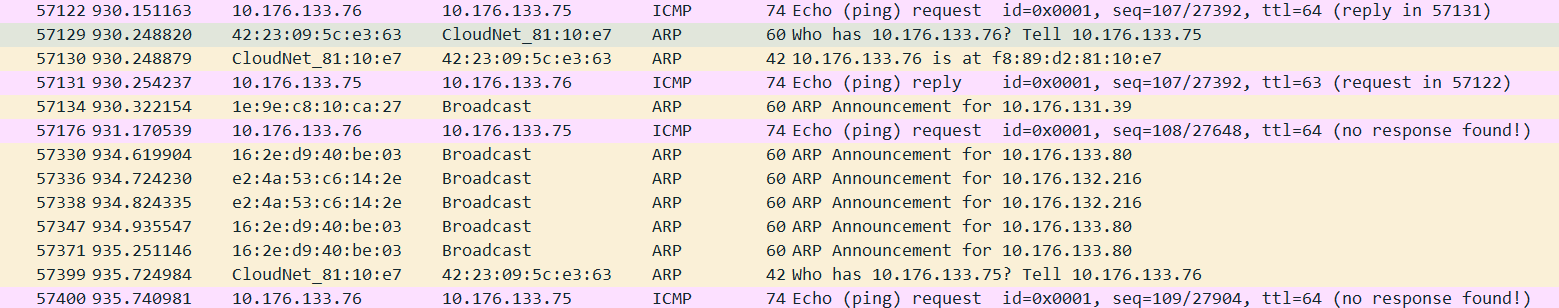 57122 930.151163 10.176.133.76 10.176.133.75 ICMP 74 Echo (ping) request id=0x0001, seq=107/27392, ttl=64 (reply in 57131)
57129 930.248820 42:23:09:5c:e3:63 CloudNet_81:10:e7 ARP 60 Who has 10.176.133.76? Tell 10.176.133.75
57130 930.248879 CloudNet_81:10:e7 42:23:09:5c:e3:63 ARP 42 10.176.133.76 is at f8:89:d2:81:10:e7
57131 930.254237 10.176.133.75 10.176.133.76 ICMP 74 Echo (ping) reply id=0x0001, seq=107/27392, ttl=63 (request in 57122)
57134 930.322154 1e:9e:c8:10:ca:27 Broadcast ARP 60 ARP Announcement for 10.176.131.39
57176 931.170539 10.176.133.76 10.176.133.75 ICMP 74 Echo (ping) request id=0x0001, seq=108/27648, ttl=64 (no response found!)
57330 934.619904 16:2e:d9:40:be:03 Broadcast ARP 60 ARP Announcement for 10.176.133.80
57336 934.724230 e2:4a:53:c6:14:2e Broadcast ARP 60 ARP Announcement for 10.176.132.216
57338 934.824335 e2:4a:53:c6:14:2e Broadcast ARP 60 ARP Announcement for 10.176.132.216
57347 934.935547 16:2e:d9:40:be:03 Broadcast ARP 60 ARP Announcement for 10.176.133.80
57371 935.251146 16:2e:d9:40:be:03 Broadcast ARP 60 ARP Announcement for 10.176.133.80
57399 935.724984 CloudNet_81:10:e7 42:23:09:5c:e3:63 ARP 42 Who has 10.176.133.75? Tell 10.176.133.76
57400 935.740981 10.176.133.76 10.176.133.75 ICMP 74 Echo (ping) request id=0x0001, seq=109/27904, ttl=64 (no response found!)